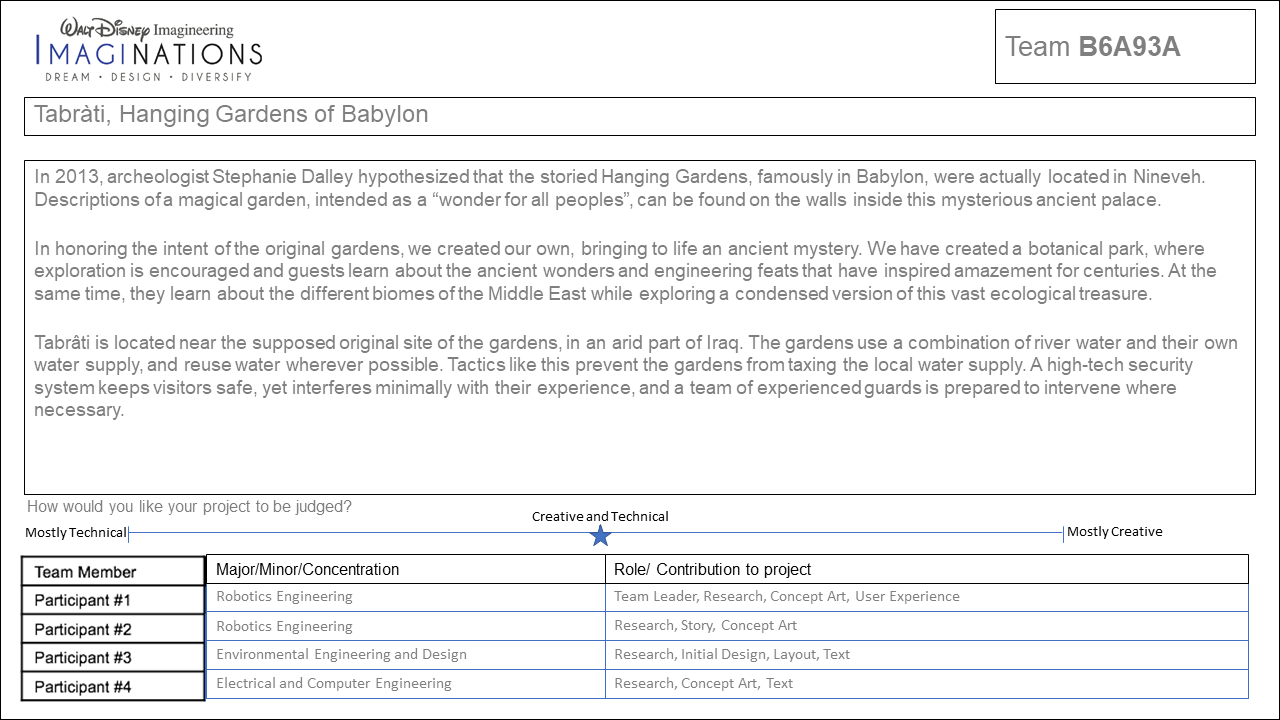 WALT DISNEY Imagineering
IMAGINATIONS
DREAM • DESIGN • DIVERSIFY
Team B6A93A
Tabràti, Hanging Gardens of Babylon
In 2013, archeologist Stephanie Dalley hypothesized that the storied Hanging Gardens, famously in Babylon, were actually located in Nineveh.
Descriptions of a magical garden, intended as a “wonder for all peoples”, can be found on the walls inside this mysterious ancient palace.
In honoring the intent of the original gardens, we created our own, bringing to life an ancient mystery. We have created a botanical park, where
exploration is encouraged and guests learn about the ancient wonders and engineering feats that have inspired amazement for centuries. At the
same time, they learn about the different biomes of the Middle East while exploring a condensed version of this vast ecological treasure.
Tabrâti is located near the supposed original site of the gardens, in an arid part of Iraq. The gardens use a combination of river water and their own
water supply, and reuse water wherever possible. Tactics like this prevent the gardens from taxing the local water supply. A high-tech security
system keeps visitors safe, yet interferes minimally with their experience, and a team of experienced guards is prepared to intervene where
necessary.
How would you like your project to be judged?
Creative and Technical
Mostly Technical Mostly Creative
Team Member Major/Minor/Concentration Role/ Contribution to project
Participant #1 Robotics Engineering Team Leader, Research, Concept Art, User Experience
Participant #2 Robotics Engineering Research, Story, Concept Art
Participant #3 Environmental Engineering and Design Research, Initial Design, Layout, Text
Participant #4 Electrical and Computer Engineering Research, Concept Art, Text